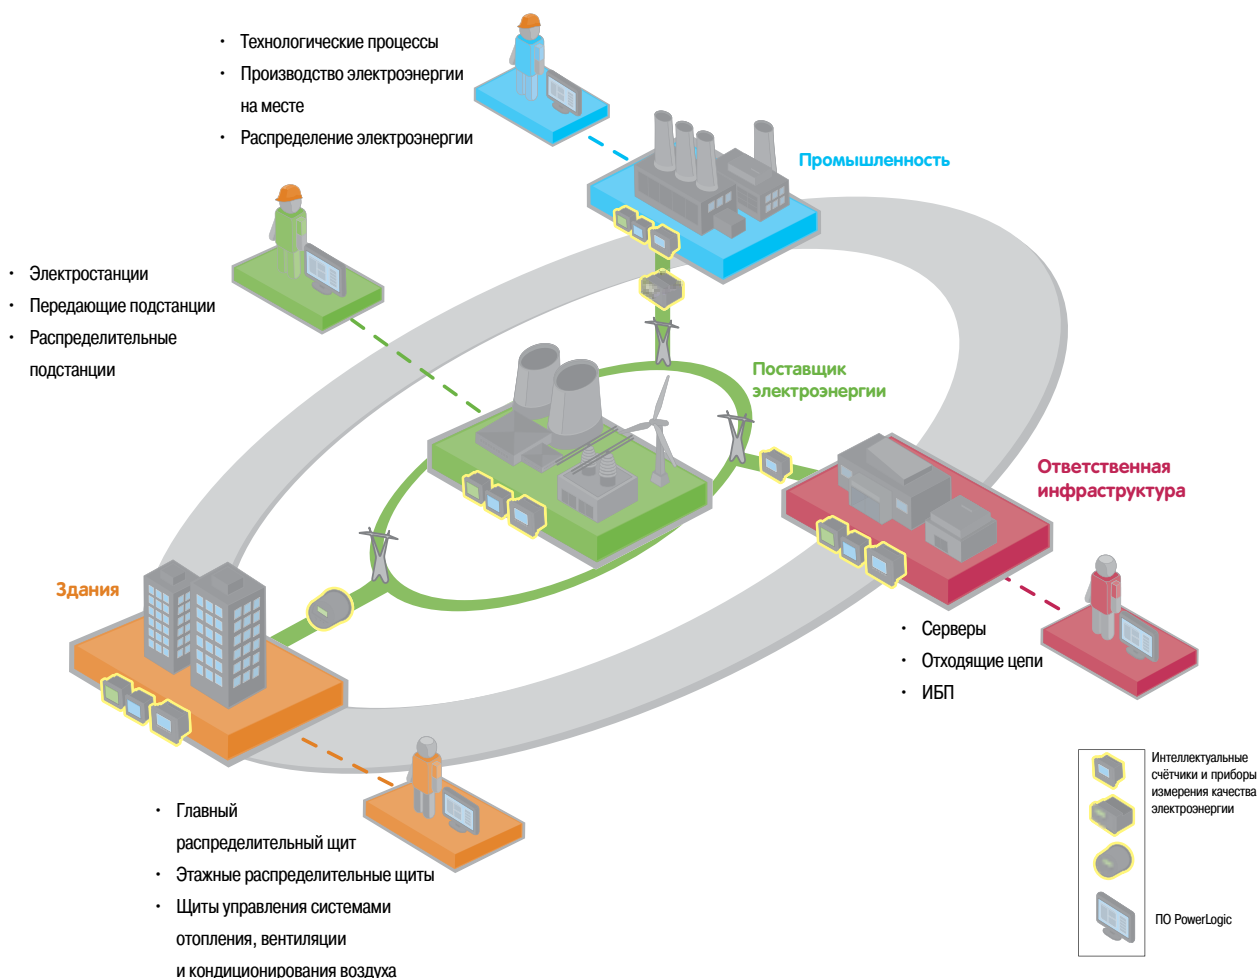 • Технологические процессы
• Производство электроэнергии
на месте
• Распределение электроэнергии
Промышленность
• Электростанции
• Передающие подстанции
• Распределительные
подстанции
Поставщик
электроэнергии
Ответственная
инфраструктура
Здания
• Серверы
• Отходящие цепи
• ИБП
• Главный
распределительный щит
• Этажные распределительные щиты
• Щиты управления системами
отопления, вентиляции
и кондиционирования воздуха
Интеллектуальные
счётчики и приборы
измерения качества
электроэнергии
ПО PowerLogic